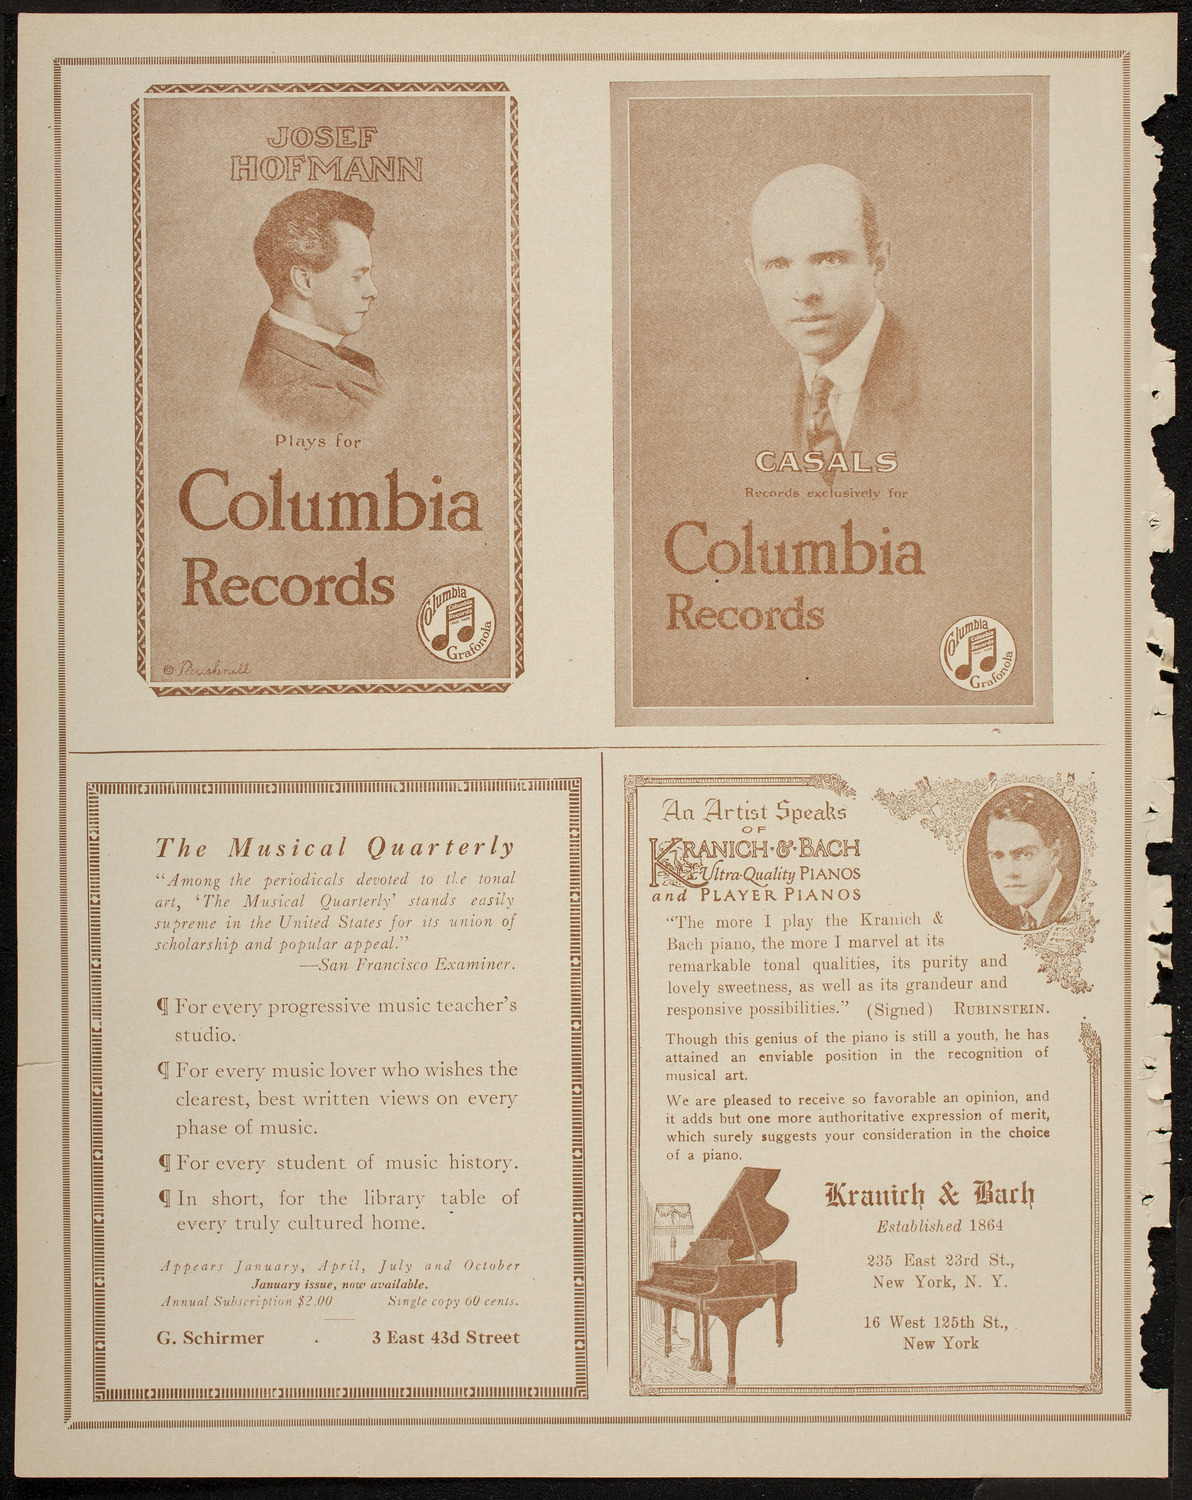 JOSEF
HOFMANN
Plays for
Columbia
Records
Columbia
Columbia
Records
Grafonola
© Bushnell
CASALS
Records exclusively for
Columbia
Records
Columbia
Columbia
Records
Grafonola
The Musical Quarterly
“Among the periodicals devoted to the tonal
art, ‘The Musical Quarterly’ stands easily
supreme in the United States for its union of
scholarship and popular appeal.”
—San Francisco Examiner.
¶ For every progressive music teacher’s
studio.
¶ For every music lover who wishes the
clearest, best written views on every
phase of music.
¶ For every student of music history.
¶ In short, for the library table of
every truly cultured home.
Appears January, April, July and October
January issue, now available.
Annual Subscription $2.00 Single copy 60 cents.
G. Schirmer . 3 East 43d Street
An Artist Speaks
OF
KRANICH·&·BACH
Ultra-Quality PIANOS
and PLAYER PIANOS
“The more I play the Kranich &
Bach piano, the more I marvel at its
remarkable tonal qualities, its purity and
lovely sweetness, as well as its grandeur and
responsive possibilities.” (Signed) RUBINSTEIN.
Though this genius of the piano is still a youth, he has
attained an enviable position in the recognition of
musical art.
We are pleased to receive so favorable an opinion, and
it adds but one more authoritative expression of merit,
which surely suggests your consideration in the choice
of a piano.
Kranich & Bach
Established 1864
235 East 23rd St.,
New York, N. Y.
16 West 125th St.,
New York